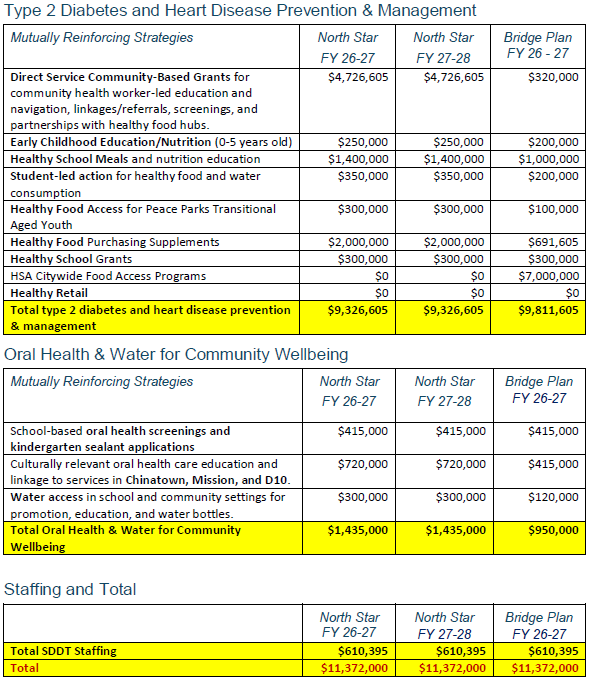 Type 2 Diabetes and Heart Disease Prevention & Management
Mutually Reinforcing Strategies North Star Normal North Star Bridge Plan
FY 26-27 FY 27-28 FY 26 - 27
Direct Service Community-Based Grants for $4,726,605 $4,726,605 $320,000
community health worker-led education and
navigation, linkages/referrals, screenings, and
partnerships with healthy food hubs.
Early Childhood Education/Nutrition (0-5 years old) $250,000 $250,000 $200,000
Healthy School Meals and nutrition education $1,400,000 $1,400,000 $1,000,000
Student-led action for healthy food and water $350,000 $350,000 $200,000
consumption
Healthy Food Access for Peace Parks Transitional $300,000 $300,000 $100,000
Aged Youth
Healthy Food Purchasing Supplements $2,000,000 $2,000,000 $691,605
Healthy School Grants $300,000 $300,000 $300,000
HSA Citywide Food Access Programs $0 $0 $7,000,000
Healthy Retail $0 $0 $0
Total type 2 diabetes and heart disease prevention $9,326,605 $9,326,605 $9,811,605
& management
Oral Health & Water for Community Wellbeing
Mutually Reinforcing Strategies North Star North Star Bridge Plan
FY 26-27 FY 27-28 FY 26-27
School-based oral health screenings and $415,000 $415,000 $415,000
kindergarten sealant applications
Culturally relevant oral health care education and $720,000 $720,000 $415,000
linkage to services in Chinatown, Mission, and D10.
Water access in school and community settings for $300,000 $300,000 $120,000
promotion, education, and water bottles.
Total Oral Health & Water for Community $1,435,000 $1,435,000 $950,000
Wellbeing
Staffing and Total
North Star North Star Bridge Plan
FY 26-27 FY 27-28 FY 26-27
Total SDDT Staffing $610,395 $610,395 $610,395
Total $11,372,000 $11,372,000 $11,372,000